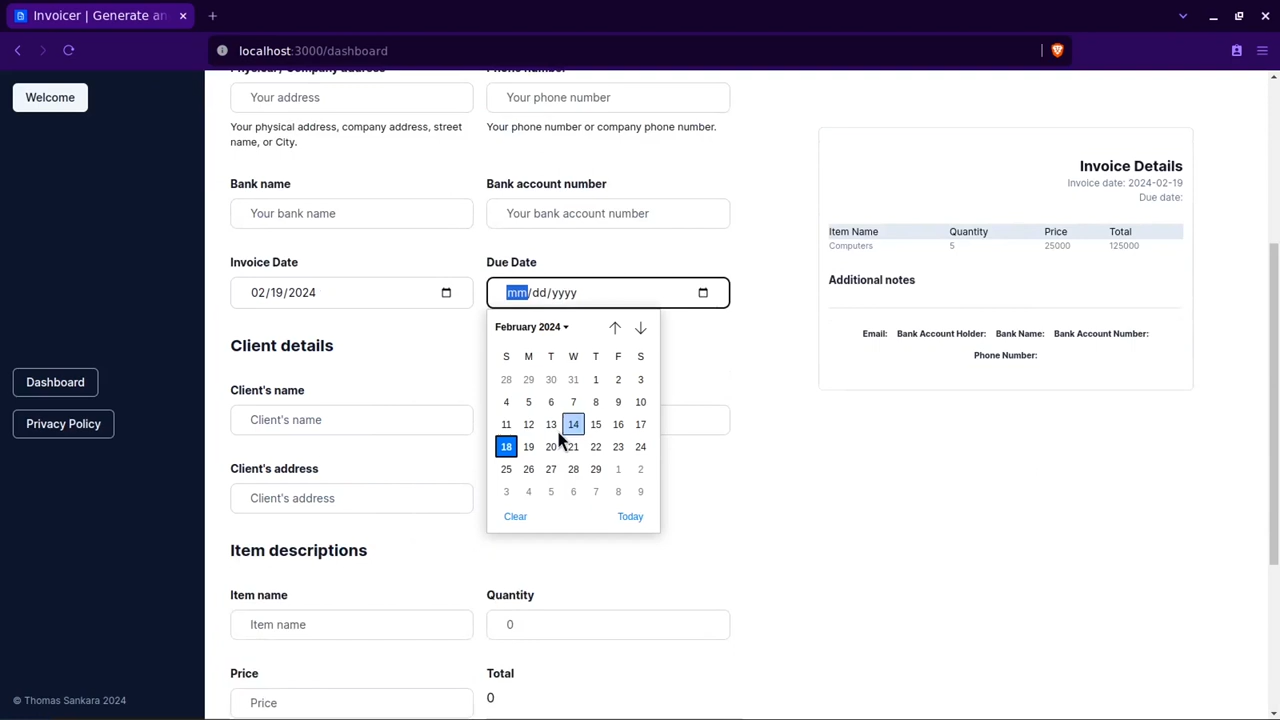 Invoicer | Generate an
localhost:3000/dashboard
Welcome
Dashboard
Privacy Policy
© Thomas Sankara 2024
Physical / Company address
Phone number
Your address
Your phone number
Your physical address, company address, street
name, or City.
Your phone number or company phone number.
Bank name
Bank account number
Your bank name
Your bank account number
Invoice Date
Due Date
02/19/2024
mm/dd/yyyy
February 2024
S M T W T F S
28 29 30 31 1 2 3
4 5 6 7 8 9 10
11 12 13 14 15 16 17
18 19 20 21 22 23 24
25 26 27 28 29 1 2
3 4 5 6 7 8 9
Clear
Today
Client details
Client's name
Client's name
Client's address
Client's address
Item descriptions
Item name
Quantity
Item name
0
Price
Total
Price
0
Invoice Details
Invoice date: 2024-02-19
Due date:
Item Name Quantity Price Total
Computers 5 25000 125000
Additional notes
Email: Bank Account Holder: Bank Name: Bank Account Number:
Phone Number: